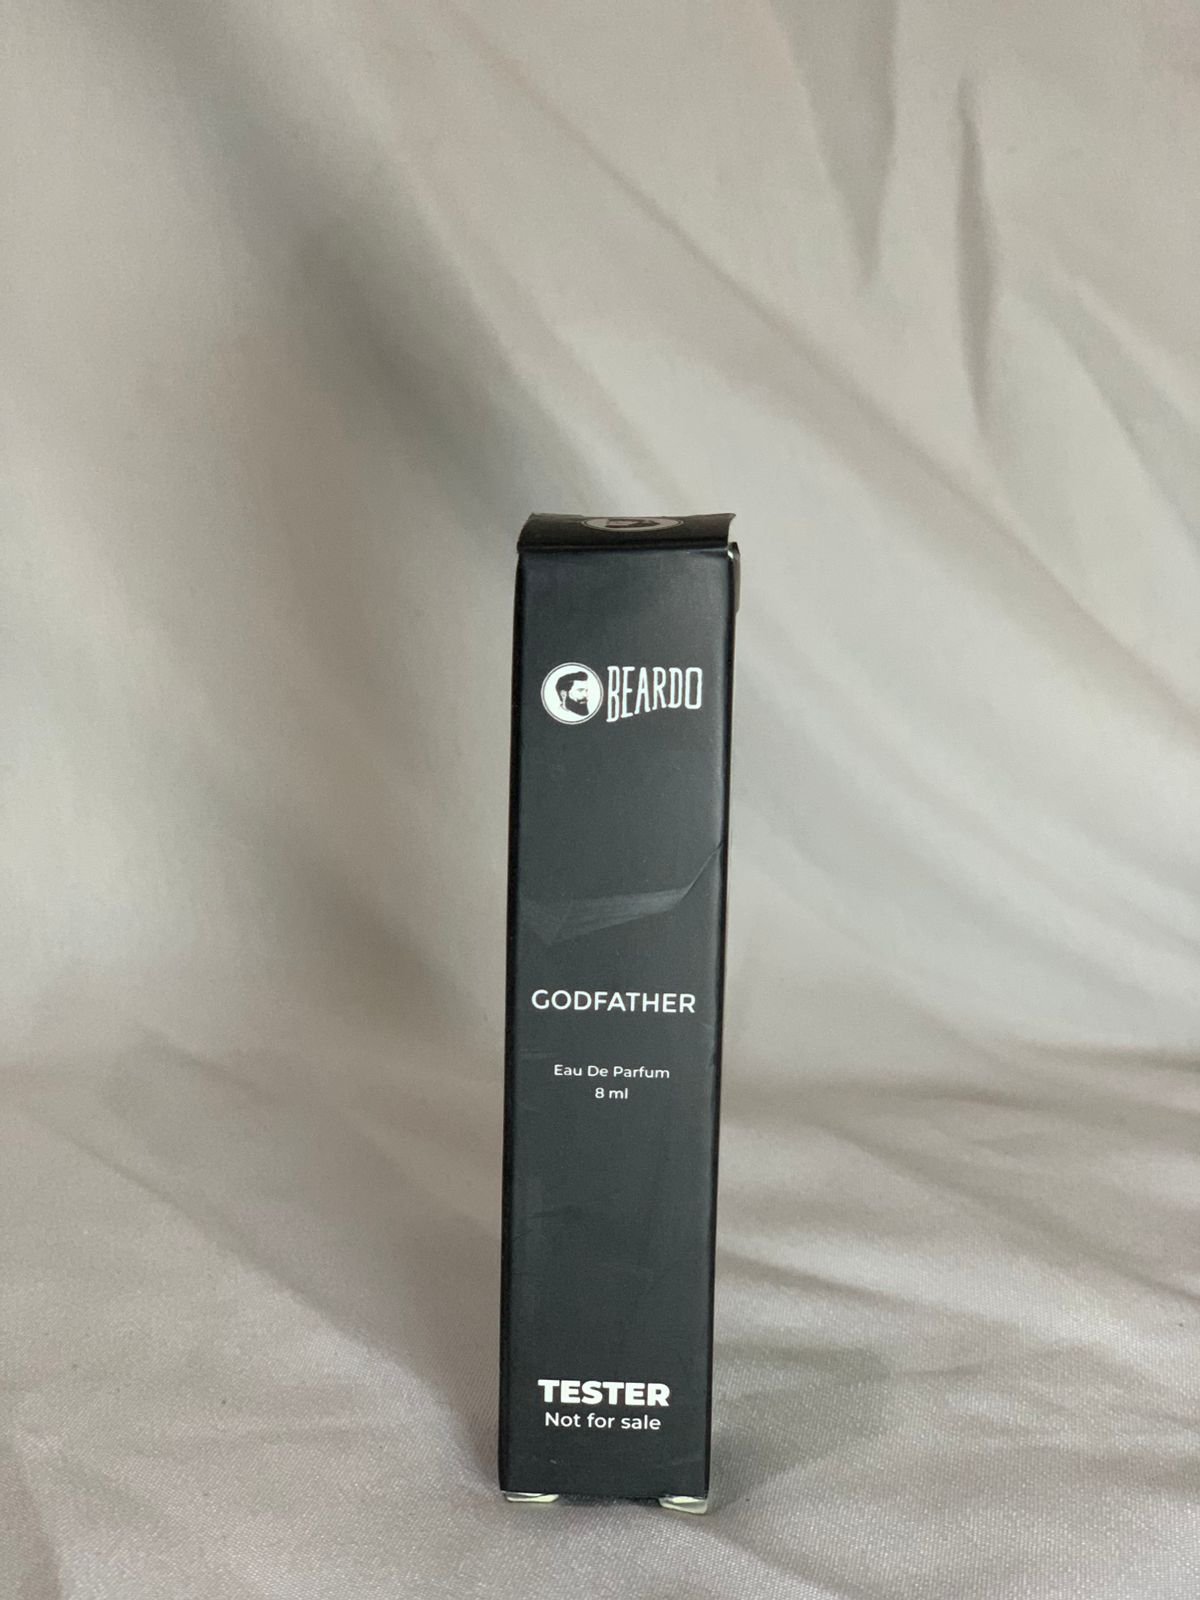 BEARDO
GODFATHER
Eau De Parfum
8 ml
TESTER
Not for sale